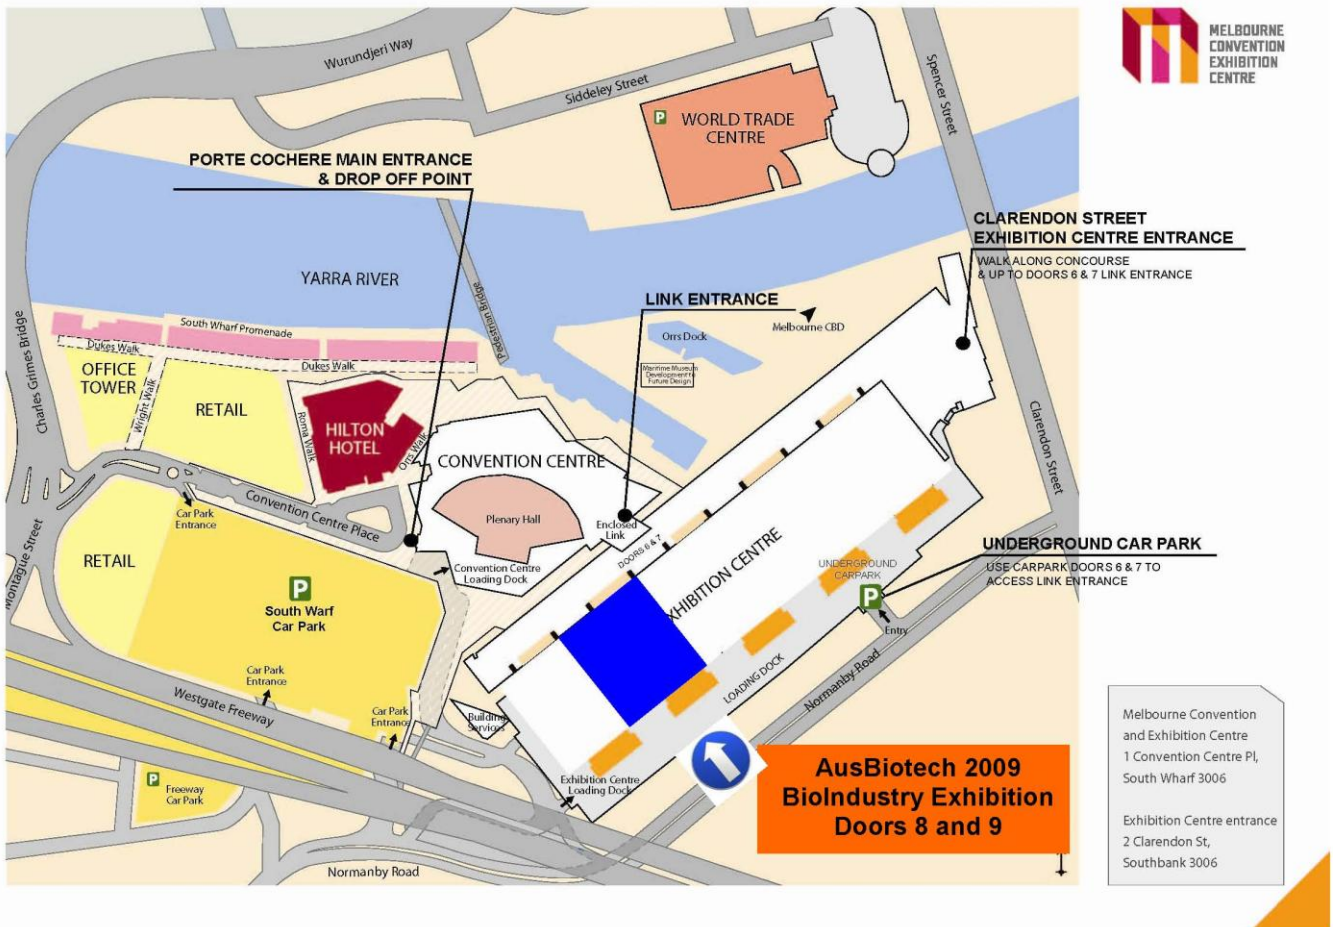 MELBOURNE
CONVENTION
EXHIBITION
CENTRE
Wurundjeri Way
Siddeley Street
Spencer Street
P
WORLD TRADE
CENTRE
PORTE COCHERE MAIN ENTRANCE
& DROP OFF POINT
CLARENDON STREET
EXHIBITION CENTRE ENTRANCE
WALK ALONG CONCOURSE
& UP TO DOORS 6 & 7 LINK ENTRANCE
YARRA RIVER
Pedestrian Bridge
LINK ENTRANCE
Melbourne CBD
Orrs Dock
Maritime Museum
Development to
Future Design
Charles Grimes Bridge
South Wharf Promenade
Dukes Walk
Dukes Walk
OFFICE
TOWER
Wright Walk
RETAIL
Roma Walk
HILTON
HOTEL
Orrs Walk
CONVENTION CENTRE
Clarendon Street
Plenary Hall
Enclosed
Link
DOORS 6 & 7
Convention Centre Place
Car Park
Entrance
Montague Street
RETAIL
Convention Centre
Loading Dock
EXHIBITION CENTRE
UNDERGROUND
CARPARK
P
Entry
UNDERGROUND CAR PARK
USE CARPARK DOORS 6 & 7 TO
ACCESS LINK ENTRANCE
P
South Warf
Car Park
Car Park
Entrance
Westgate Freeway
Car Park
Entrance
Building
Services
LOADING DOCK
Normanby Road
P
Freeway
Car Park
Exhibition Centre
Loading Dock
Normanby Road
AusBiotech 2009
BioIndustry Exhibition
Doors 8 and 9
Melbourne Convention
and Exhibition Centre
1 Convention Centre Pl,
South Wharf 3006
Exhibition Centre entrance
2 Clarendon St,
Southbank 3006